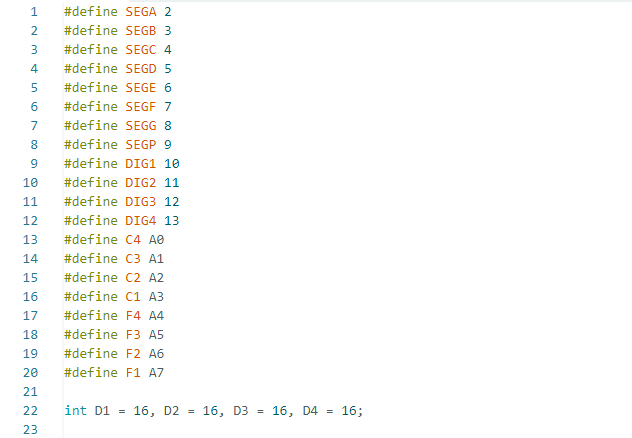 1 #define SEGA 2
2 #define SEGB 3
3 #define SEGC 4
4 #define SEGD 5
5 #define SEGE 6
6 #define SEGF 7
7 #define SEGG 8
8 #define SEGP 9
9 #define DIG1 10
10 #define DIG2 11
11 #define DIG3 12
12 #define DIG4 13
13 #define C4 A0
14 #define C3 A1
15 #define C2 A2
16 #define C1 A3
17 #define F4 A4
18 #define F3 A5
19 #define F2 A6
20 #define F1 A7
21
22 int D1 = 16, D2 = 16, D3 = 16, D4 = 16;
23